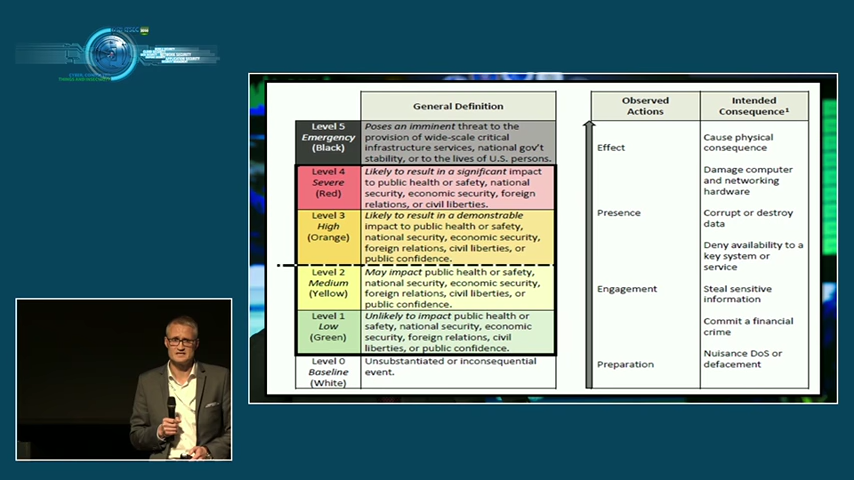 General Definition
Observed
Actions
Intended
Consequence1
Level 5
Emergency
(Black)
Poses an imminent threat to the
provision of wide-scale critical
infrastructure services, national gov't
stability, or to the lives of U.S. persons.
Level 4
Severe
(Red)
Likely to result in a significant impact
to public health or safety, national
security, economic security, foreign
relations, or civil liberties.
Level 3
High
(Orange)
Likely to result in a demonstrable
impact to public health or safety,
national security, economic security,
foreign relations, civil liberties, or
public confidence.
Level 2
Medium
(Yellow)
May impact public health or safety,
national security, economic security,
foreign relations, civil liberties, or
public confidence.
Level 1
Low
(Green)
Unlikely to impact public health or
safety, national security, economic
security, foreign relations, civil
liberties, or public confidence.
Level 0
Baseline
(White)
Unsubstantiated or inconsequential
event.
Effect
Presence
Engagement
Preparation
Cause physical
consequence
Damage computer
and networking
hardware
Corrupt or destroy
data
Deny availability to a
key system or
service
Steal sensitive
information
Commit a financial
crime
Nuisance DoS or
defacement